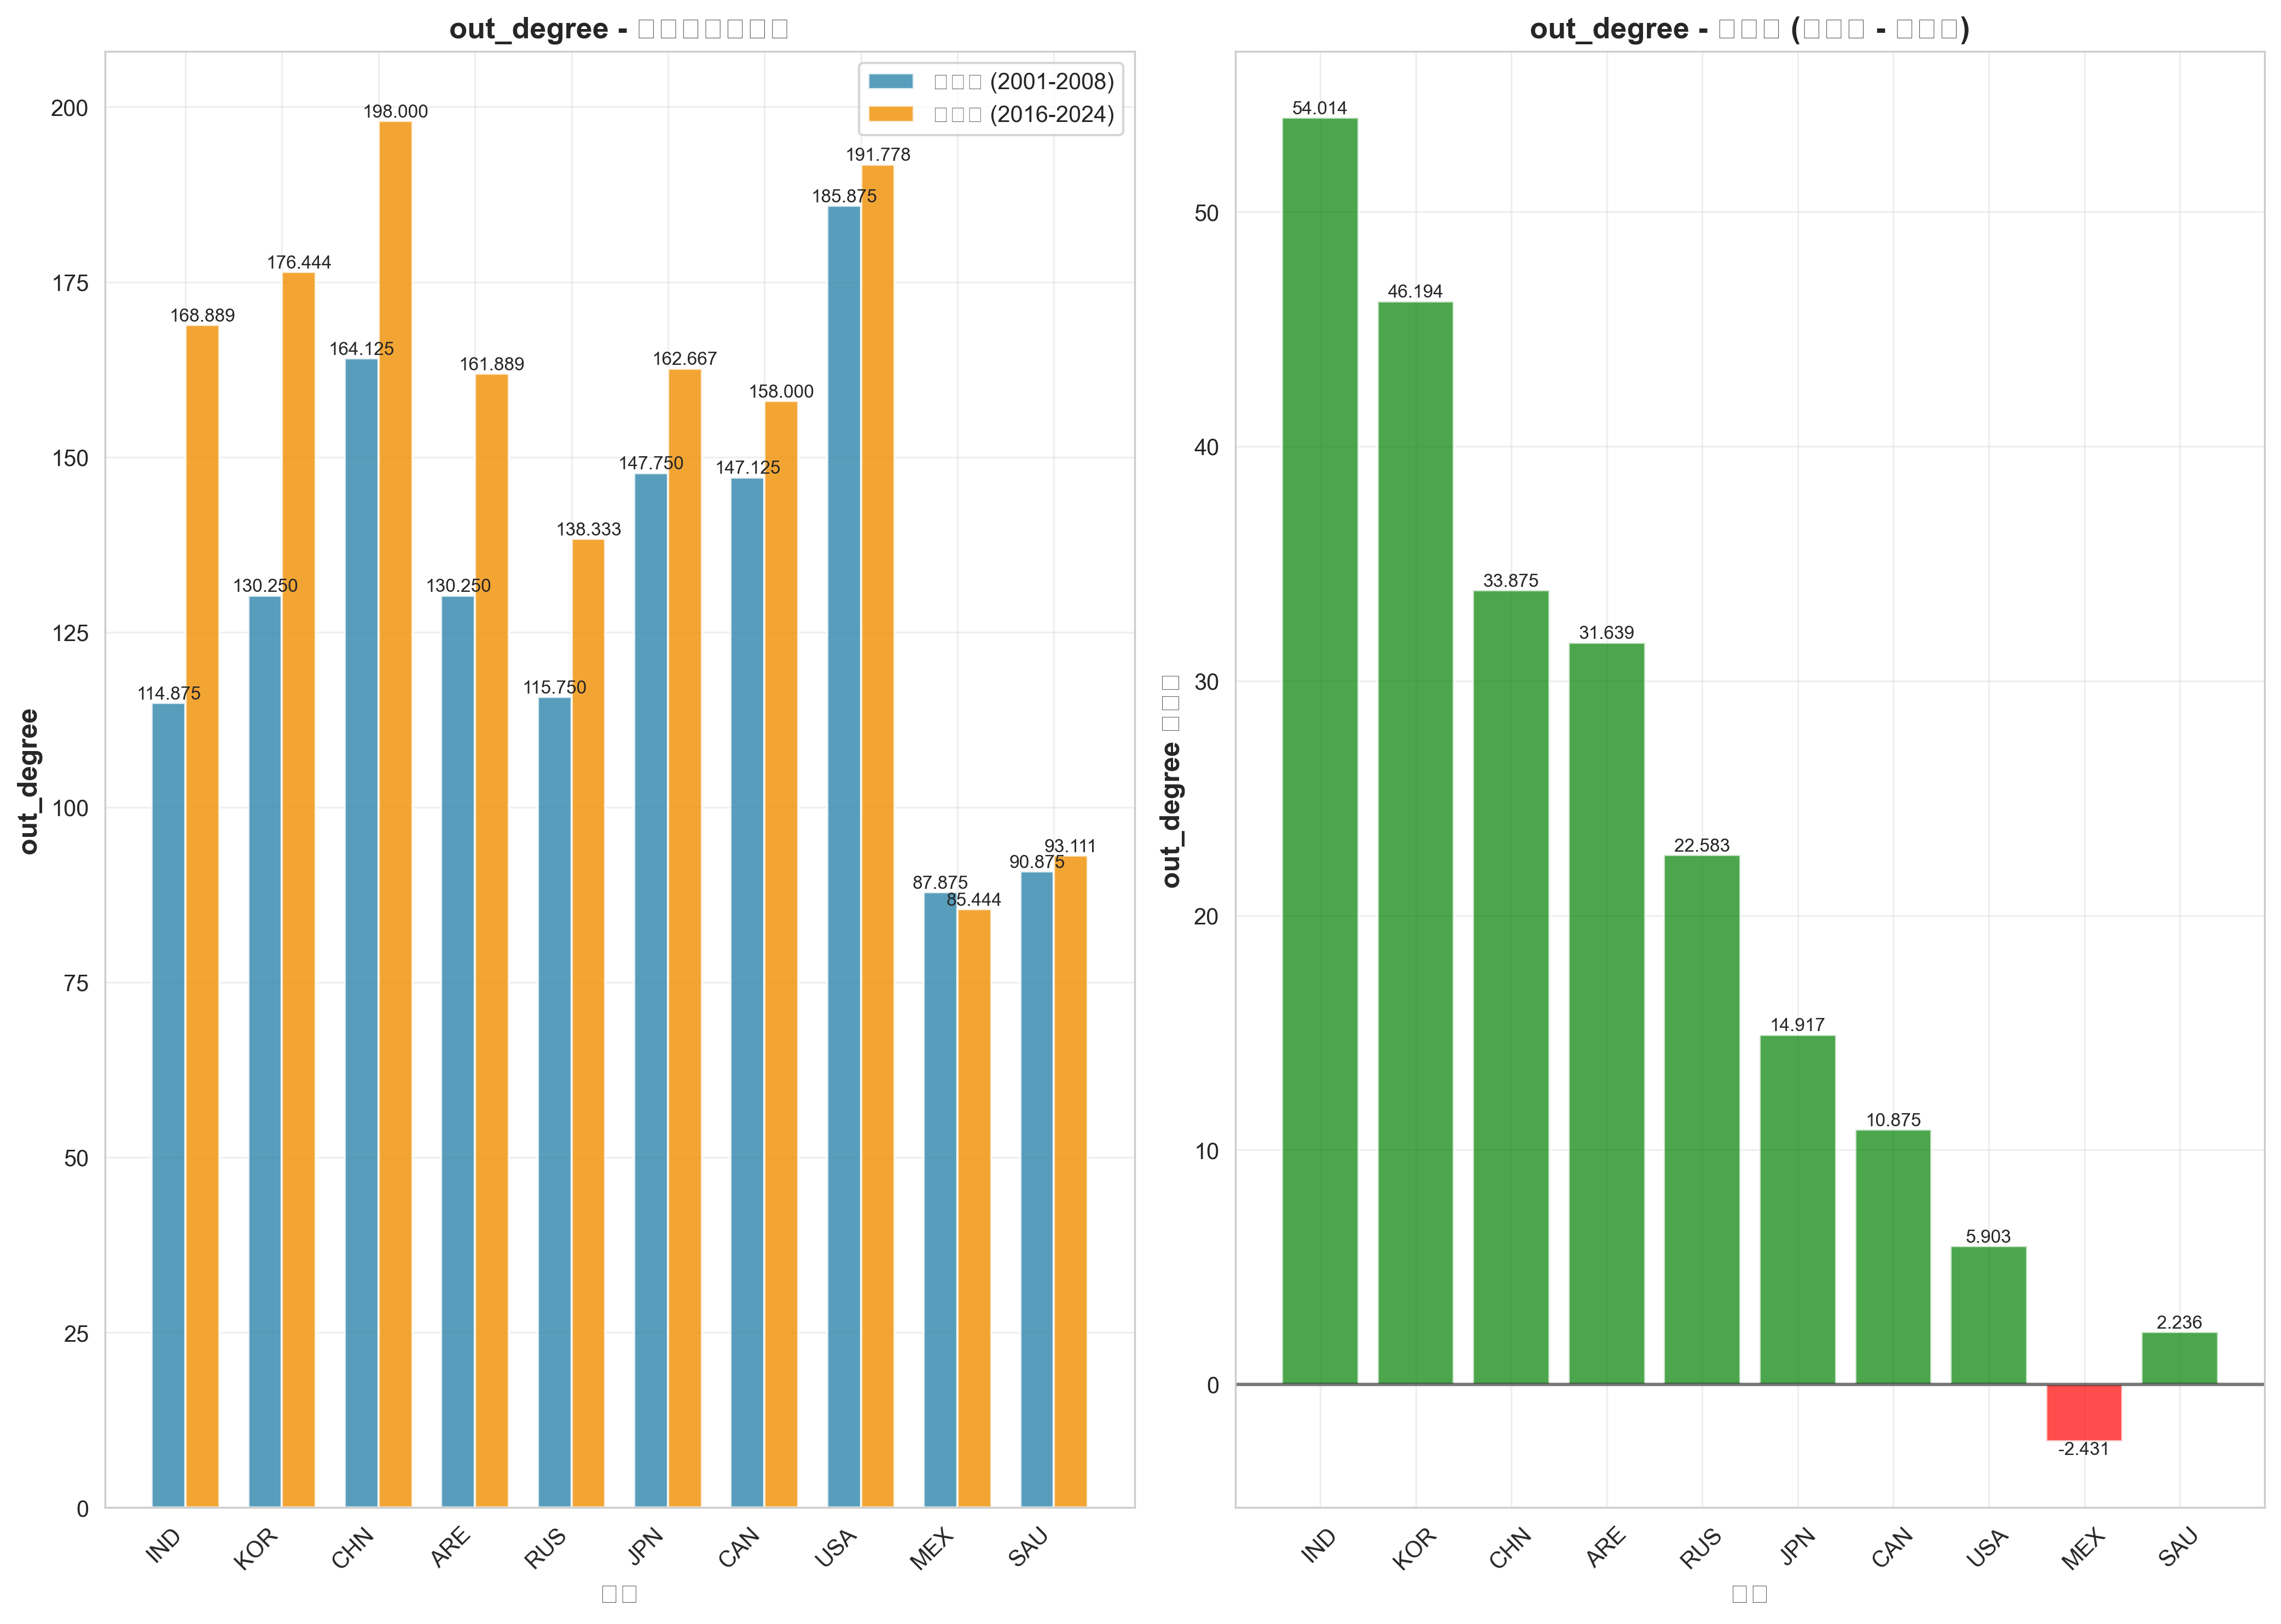 out_degree - □□□□□□□
□□□ (2001-2008)
□□□ (2016-2024)
out_degree
200
175
150
125
100
75
50
25
0
114.875
168.889
130.250
176.444
164.125
198.000
130.250
161.889
115.750
138.333
147.750
162.667
147.125
158.000
185.875
191.778
87.875
85.444
90.875
93.111
IND
KOR
CHN
ARE
RUS
JPN
CAN
USA
MEX
SAU
□□
out_degree - □□□ (□□□ - □□□)
out_degree □□□
50
40
30
20
10
0
54.014
46.194
33.875
31.639
22.583
14.917
10.875
5.903
-2.431
2.236
IND
KOR
CHN
ARE
RUS
JPN
CAN
USA
MEX
SAU
□□